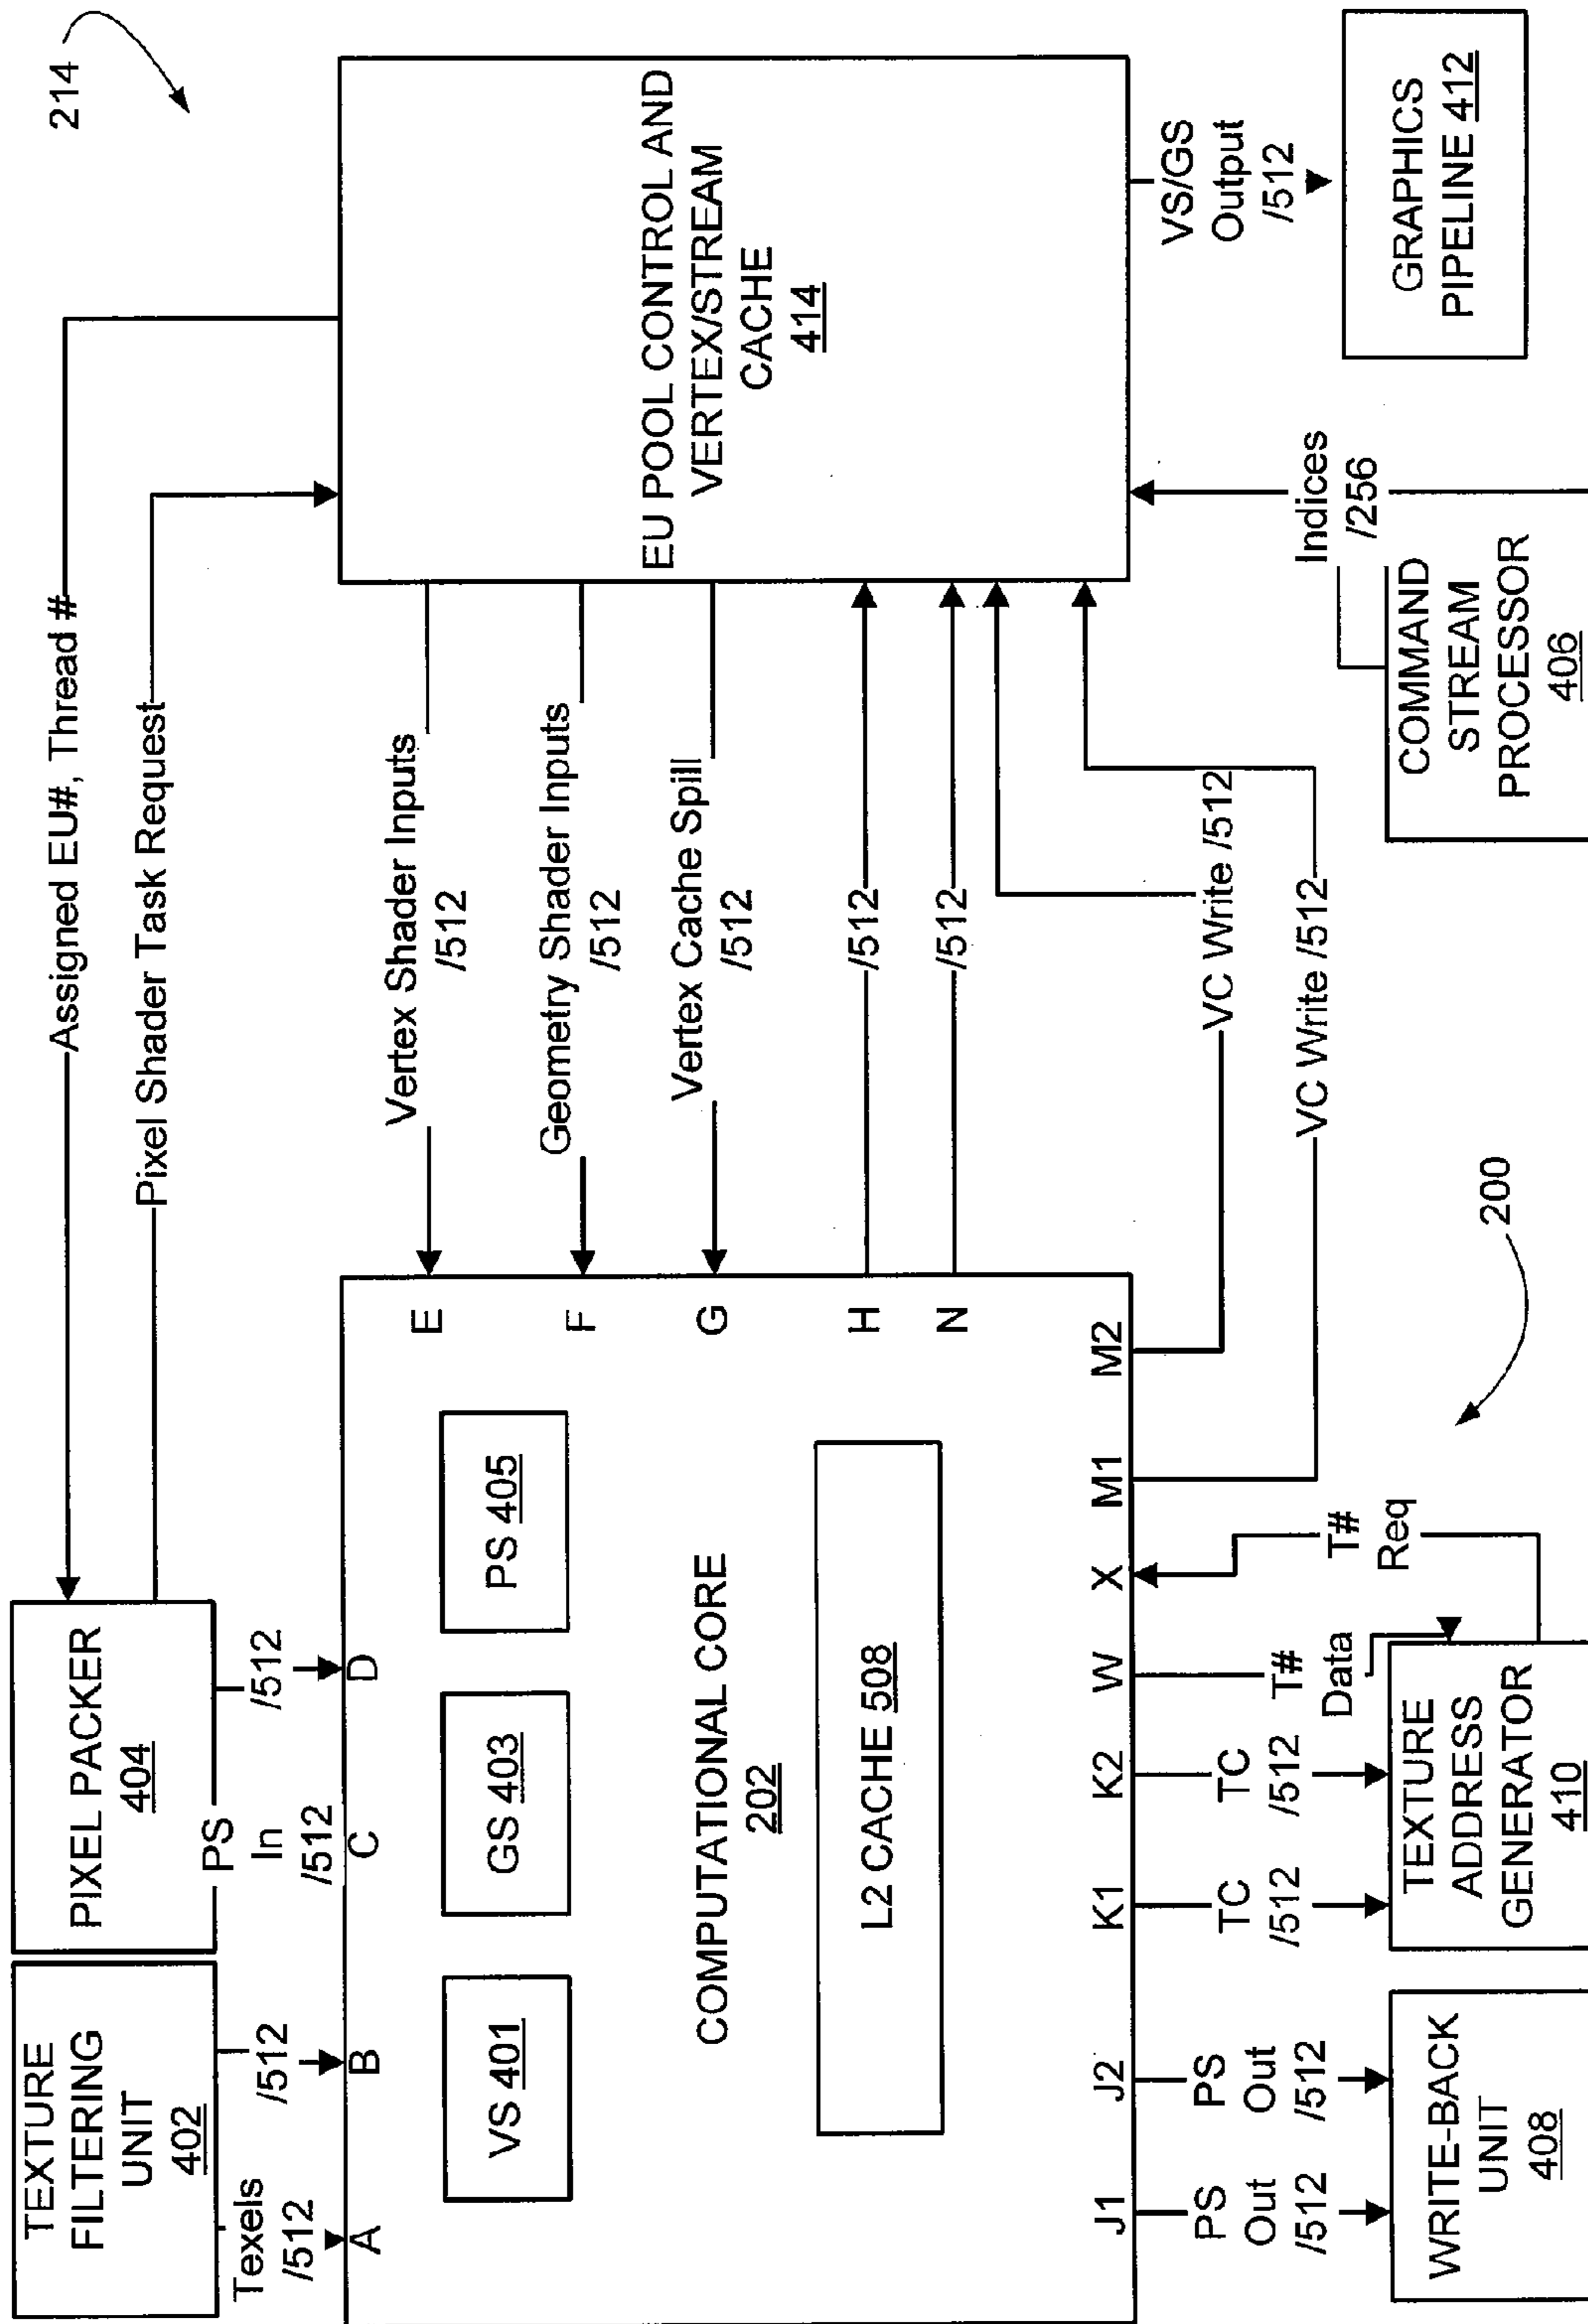 214
TEXTURE
FILTERING
UNIT
402
PIXEL PACKER
404
Assigned EU#, Thread #
Pixel Shader Task Request
Texels
/512
/512
PS
In
/512
/512
A
B
C
D
VS 401
GS 403
PS 405
COMPUTATIONAL CORE
202
L2 CACHE 508
E
F
G
H
N
Vertex Shader Inputs
/512
Geometry Shader Inputs
/512
Vertex Cache Spill
/512
/512
/512
EU POOL CONTROL AND
VERTEX/STREAM
CACHE
414
J1
J2
K1
K2
W
X
M1
M2
PS
Out
/512
PS
Out
/512
TC
/512
TC
/512
T#
Data
T#
Req
VC Write /512
VC Write /512
Indices
/256
VS/GS
Output
/512
WRITE-BACK
UNIT
408
TEXTURE
ADDRESS
GENERATOR
410
200
COMMAND
STREAM
PROCESSOR
406
GRAPHICS
PIPELINE 412